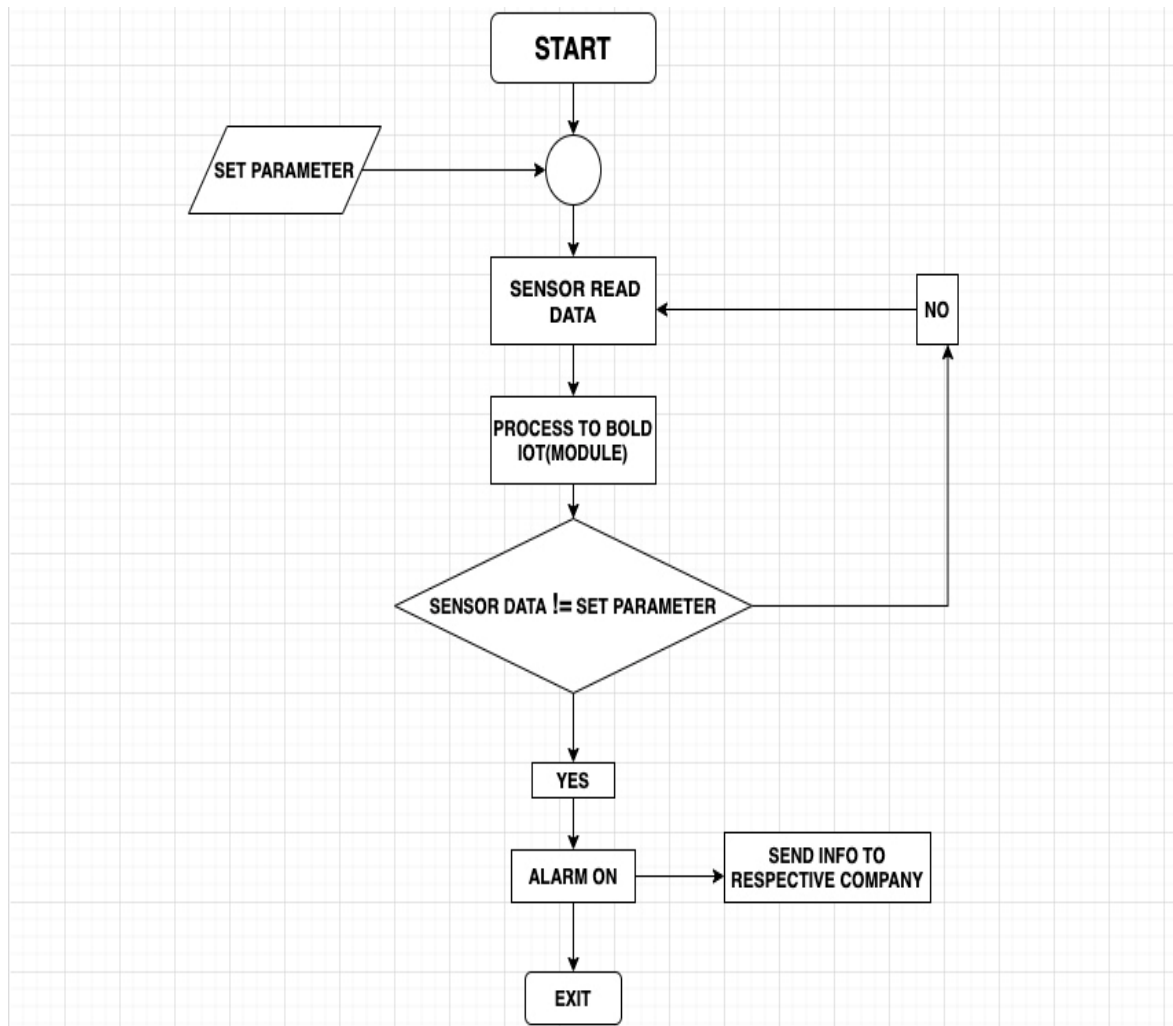 START
SET PARAMETER
SENSOR READ
DATA
NO
PROCESS TO BOLD
IOT(MODULE)
SENSOR DATA != SET PARAMETER
YES
ALARM ON
SEND INFO TO
RESPECTIVE COMPANY
EXIT